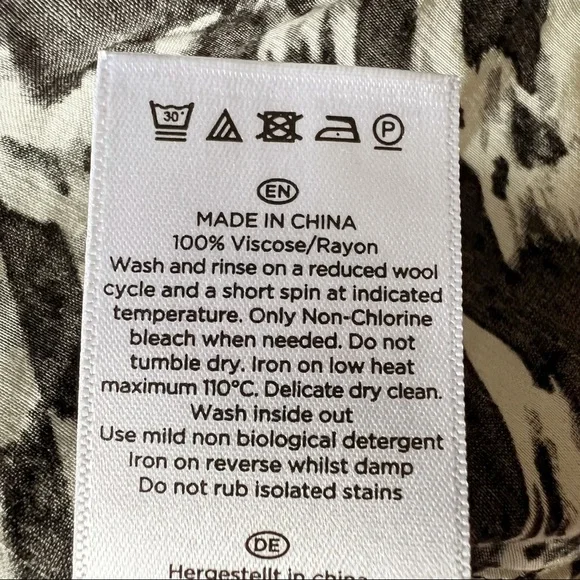 30°
P
EN
MADE IN CHINA
100% Viscose/Rayon
Wash and rinse on a reduced wool
cycle and a short spin at indicated
temperature. Only Non-Chlorine
bleach when needed. Do not
tumble dry. Iron on low heat
maximum 110°C. Delicate dry clean.
Wash inside out
Use mild non biological detergent
Iron on reverse whilst damp
Do not rub isolated stains
DE
Hergestellt in china